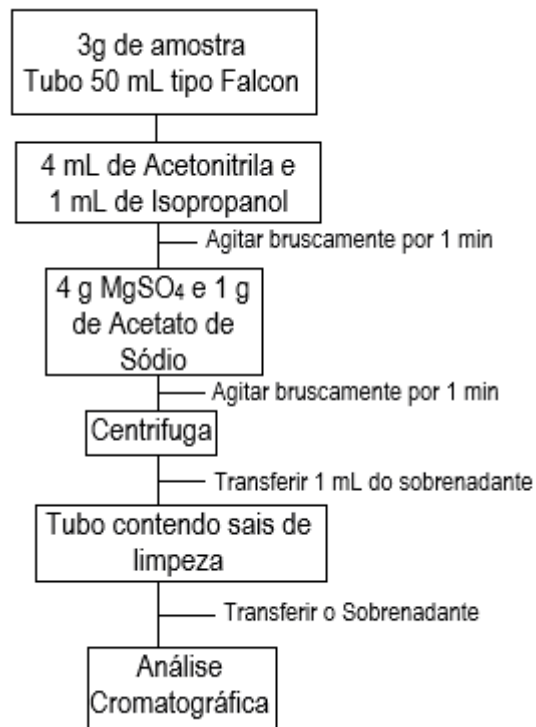 3g de amostra
Tubo 50 mL tipo Falcon
4 mL de Acetonitrila e
1 mL de Isopropanol
Agitar bruscamente por 1 min
4 g MgSO₄ e 1 g
de Acetato de
Sódio
Agitar bruscamente por 1 min
Centrifuga
Transferir 1 mL do sobrenadante
Tubo contendo sais de
limpeza
Transferir o Sobrenadante
Análise
Cromatográfica